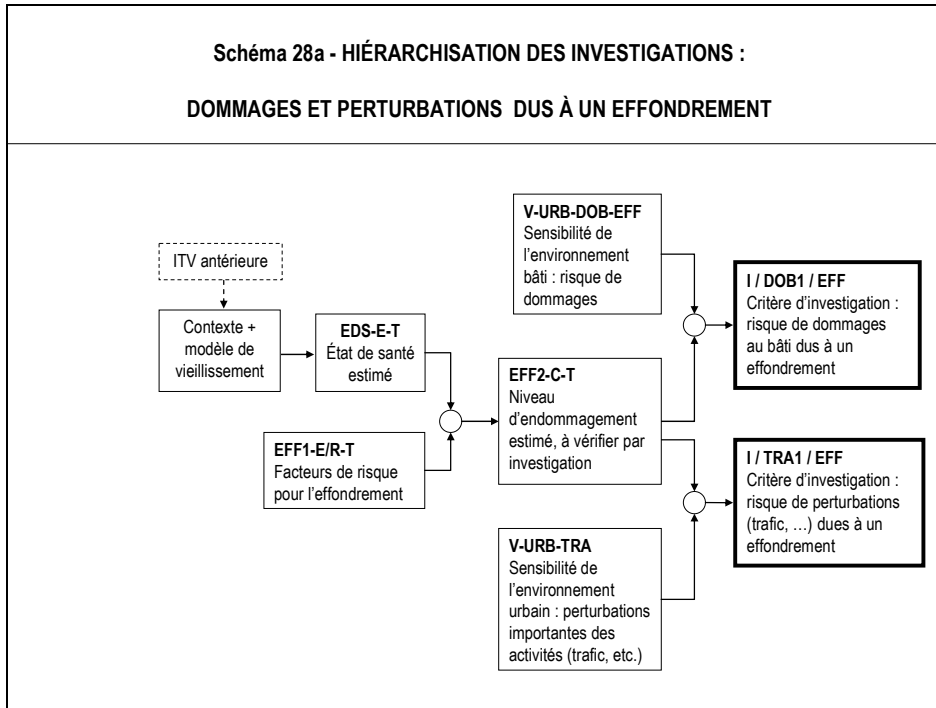 Schéma 28a - HIÉRARCHISATION DES INVESTIGATIONS :
DOMMAGES ET PERTURBATIONS DUS À UN EFFONDREMENT
ITV antérieure
Contexte +
modèle de
vieillissement
EDS-E-T
État de santé
estimé
EFF1-E/R-T
Facteurs de risque
pour l’effondrement
V-URB-DOB-EFF
Sensibilité de
l’environnement
bâti : risque de
dommages
EFF2-C-T
Niveau
d’endommagement
estimé, à vérifier par
investigation
V-URB-TRA
Sensibilité de
l’environnement
urbain : perturbations
importantes des
activités (trafic, etc.)
I / DOB1 / EFF
Critère d’investigation :
risque de dommages
au bâti dus à un
effondrement
I / TRA1 / EFF
Critère d’investigation :
risque de perturbations
(trafic, …) dues à un
effondrement